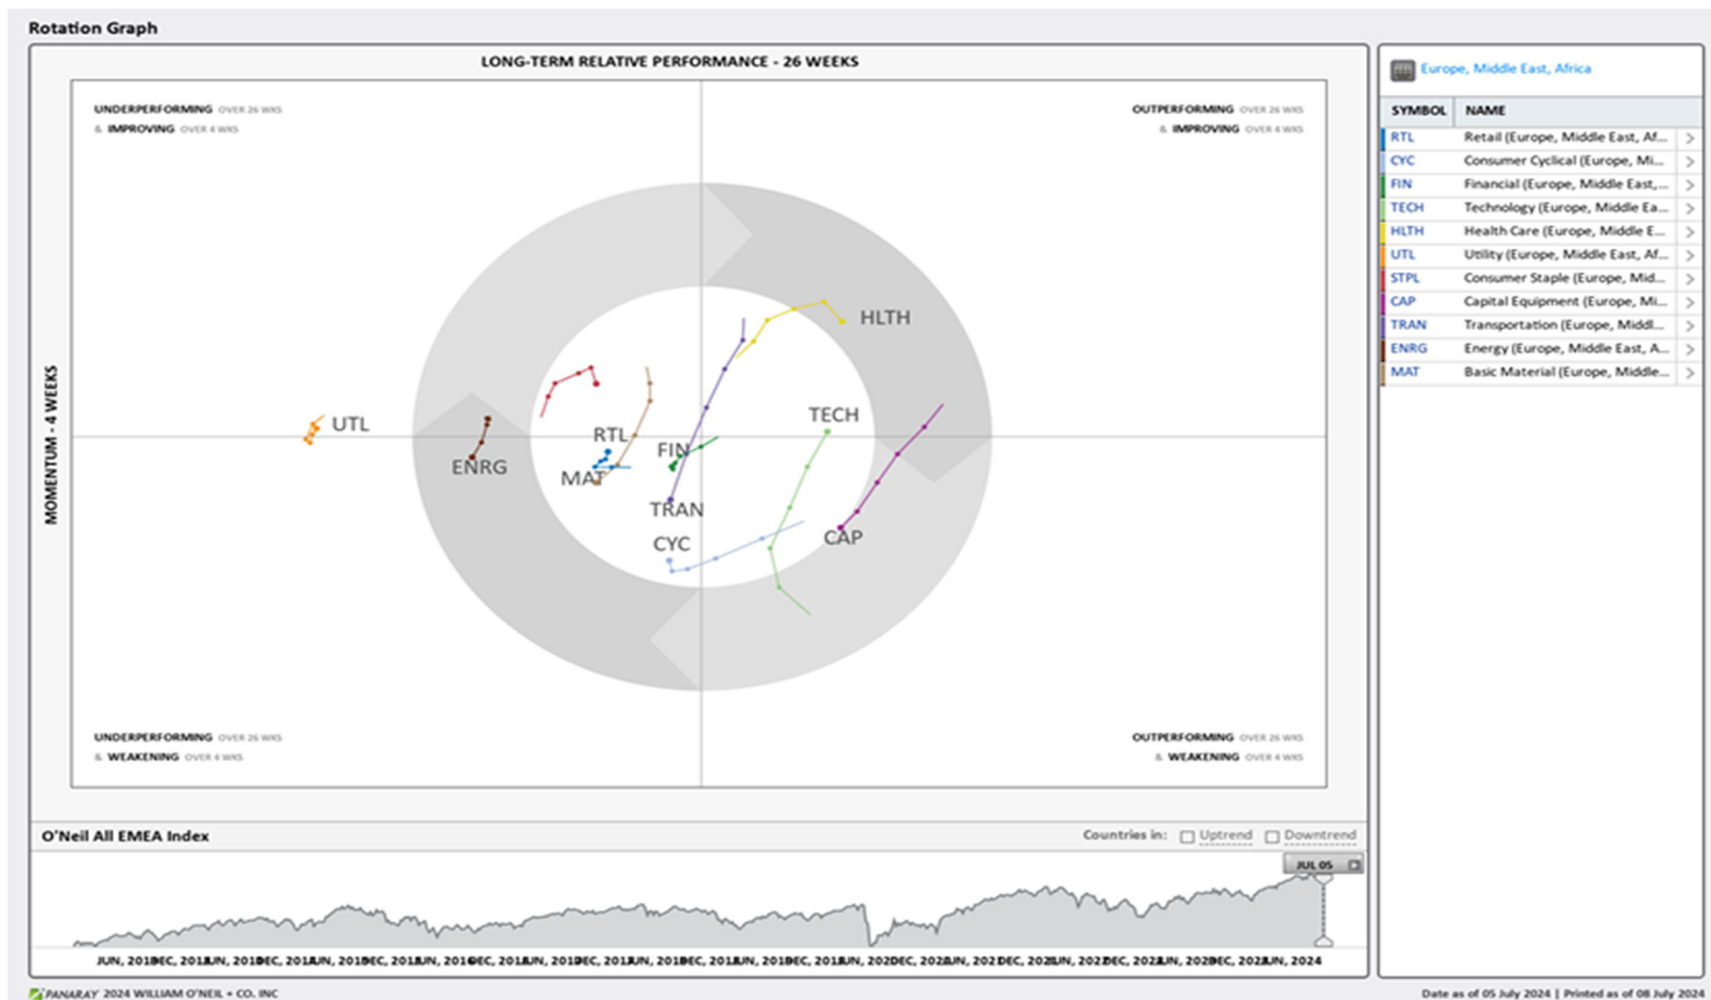 Rotation Graph
LONG-TERM RELATIVE PERFORMANCE - 26 WEEKS
UNDERPERFORMING OVER 26 WKS
& IMPROVING OVER 4 WKS
OUTPERFORMING OVER 26 WKS
& IMPROVING OVER 4 WKS
MOMENTUM - 4 WEEKS
HLTH
TECH
UTL
RTL
FIN
ENRG
MAT
TRAN
CAP
CYC
UNDERPERFORMING OVER 26 WKS
& WEAKENING OVER 4 WKS
OUTPERFORMING OVER 26 WKS
& WEAKENING OVER 4 WKS
Europe, Middle East, Africa
SYMBOL NAME
RTL Retail (Europe, Middle East, Af...
CYC Consumer Cyclical (Europe, Mi...
FIN Financial (Europe, Middle East,...
TECH Technology (Europe, Middle Ea...
HLTH Health Care (Europe, Middle E...
UTL Utility (Europe, Middle East, Af...
STPL Consumer Staple (Europe, Mid...
CAP Capital Equipment (Europe, Mi...
TRAN Transportation (Europe, Middl...
ENRG Energy (Europe, Middle East, A...
MAT Basic Material (Europe, Middle...
O'Neil All EMEA Index
Countries in: Uptrend Downtrend
JUL 05
JUN, 2024
PANARAY 2024 WILLIAM O'NEIL + CO. INC
Date as of 05 July 2024 | Printed as of 08 July 2024